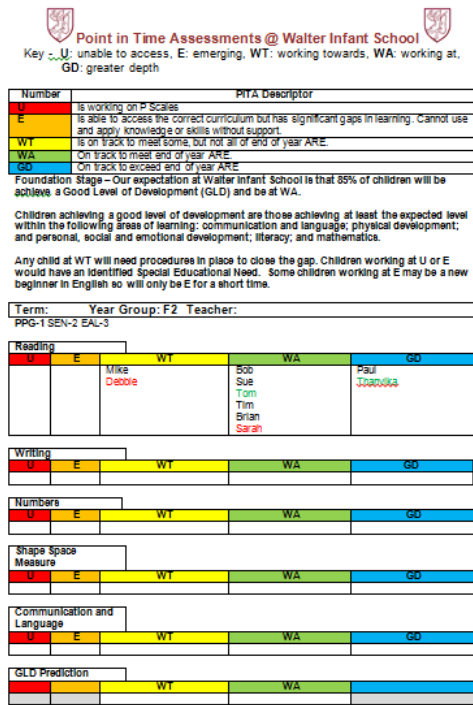 Point in Time Assessments @ Walter Infant School
Key - U: unable to access, E: emerging, WT: working towards, WA: working at,
GD: greater depth
Number PITA Descriptor
U Is working on P Scales
E Is able to access the correct curriculum but has significant gaps in learning. Cannot use
and apply knowledge or skills without support.
WT Is on track to meet some, but not all of end of year ARE.
WA On track to meet end of year ARE.
GD On track to exceed end of year ARE
Foundation Stage – Our expectation at Walter Infant School is that 85% of children will be
achieve a Good Level of Development (GLD) and be at WA.
Children achieving a good level of development are those achieving at least the expected level
within the following areas of learning: communication and language; physical development;
and personal, social and emotional development; literacy; and mathematics.
Any child at WT will need procedures in place to close the gap. Children working at U or E
would have an identified Special Educational Need. Some children working at E may be a new
beginner in English so will only be E for a short time.
Term: Year Group: F2 Teacher:
PPG-1 SEN-2 EAL-3
Reading
U E WT WA GD
Mike Bob Paul
Debbie Sue Thanvika
Tom
Tim
Brian
Sarah
Writing
U E WT WA GD
Numbers
U E WT WA GD
Shape Space
Measure
U E WT WA GD
Communication and
Language
U E WT WA GD
GLD Prediction
WT WA